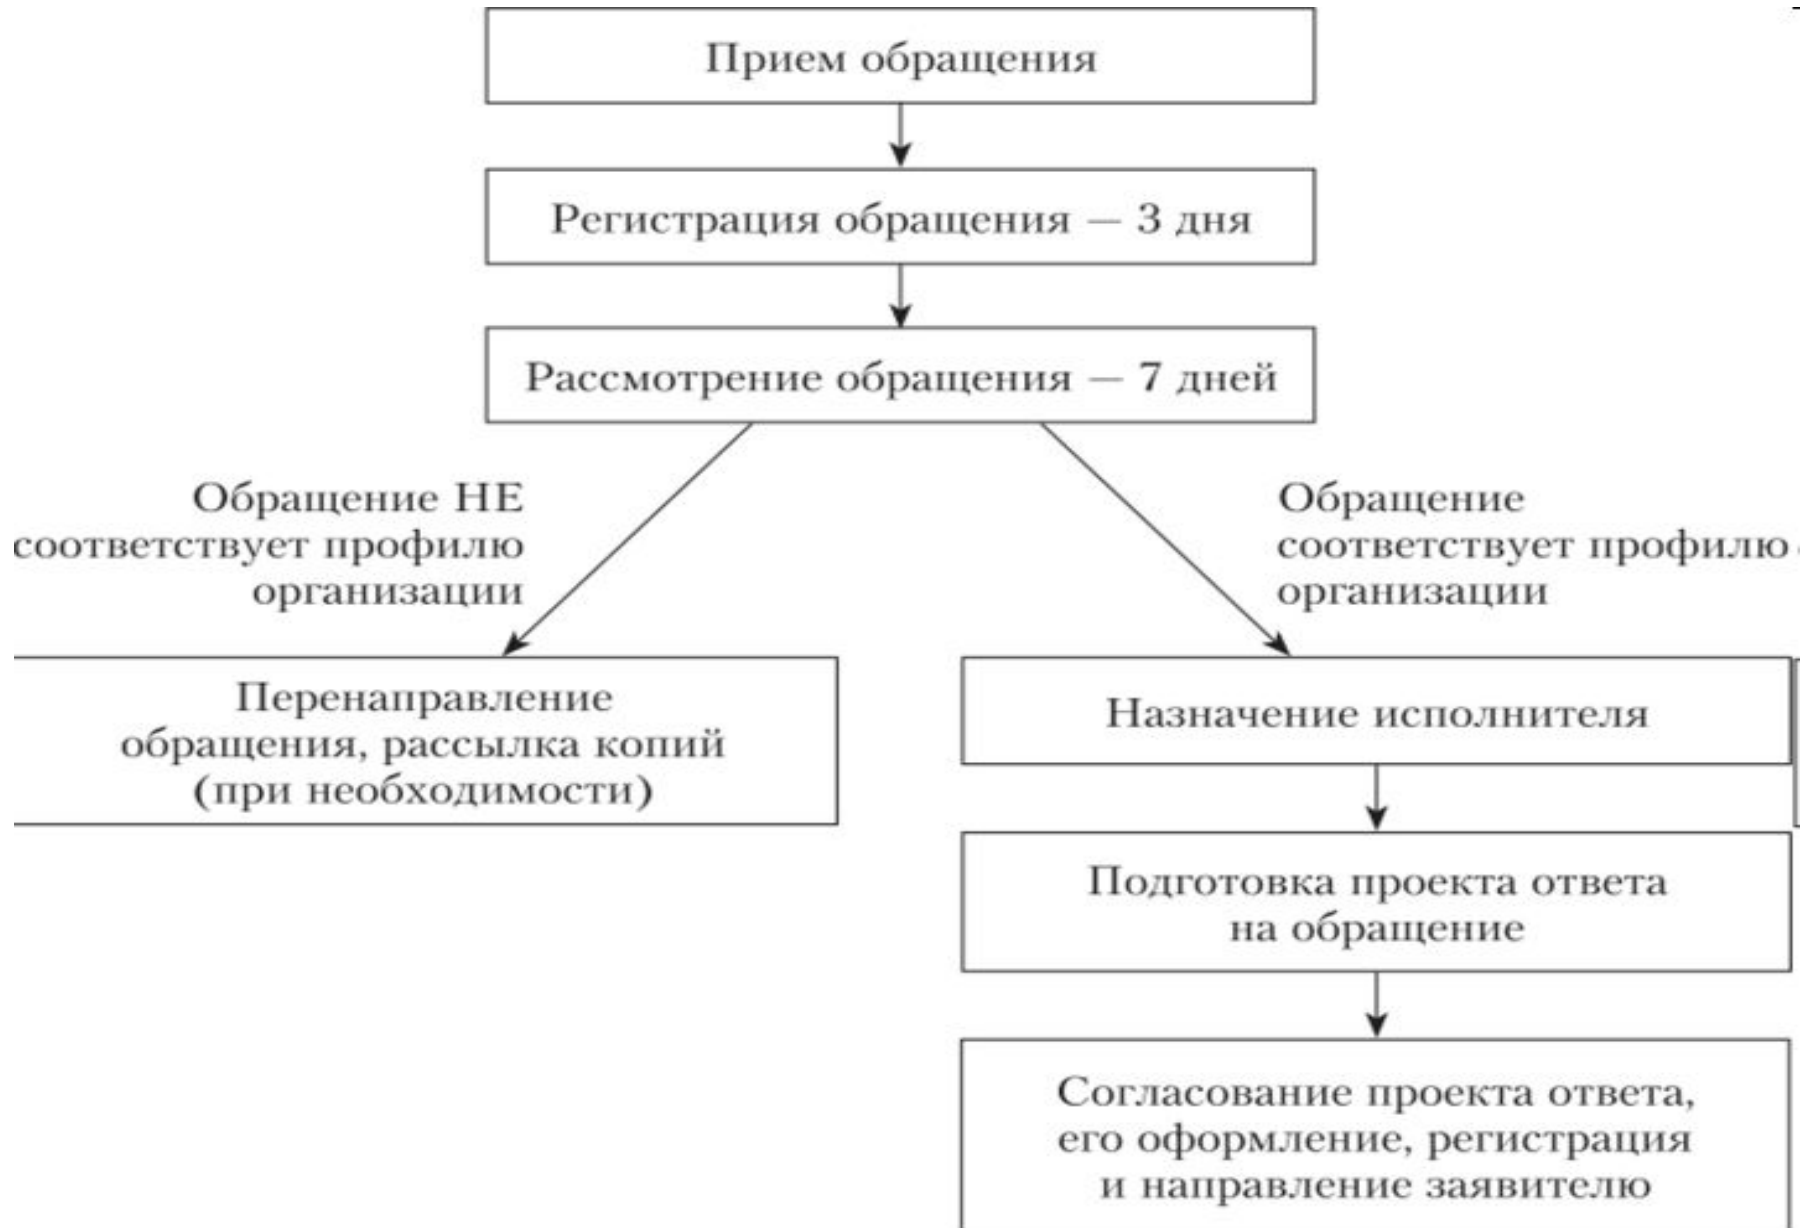 Прием обращения
Регистрация обращения — 3 дня
Рассмотрение обращения — 7 дней
Обращение НЕ
соответствует профилю
организации
Обращение
соответствует профилю
организации
Перенаправление
обращения, рассылка копий
(при необходимости)
Назначение исполнителя
Подготовка проекта ответа
на обращение
Согласование проекта ответа,
его оформление, регистрация
и направление заявителю